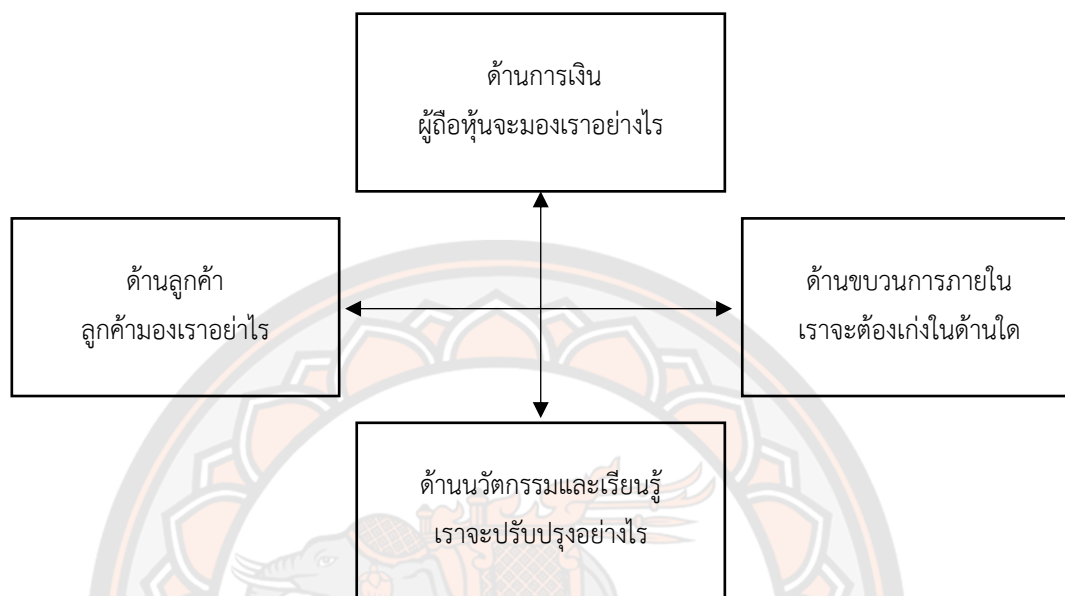 ด้านการเงิน
ผู้ถือหุ้นจะมองเราอย่างไร
ด้านลูกค้า
ลูกค้ามองเราอย่าไร
ด้านขบวนการภายใน
เราจะต้องเก่งในด้านใด
ด้านนวัตกรรมและเรียนรู้
เราจะปรับปรุงอย่างไร